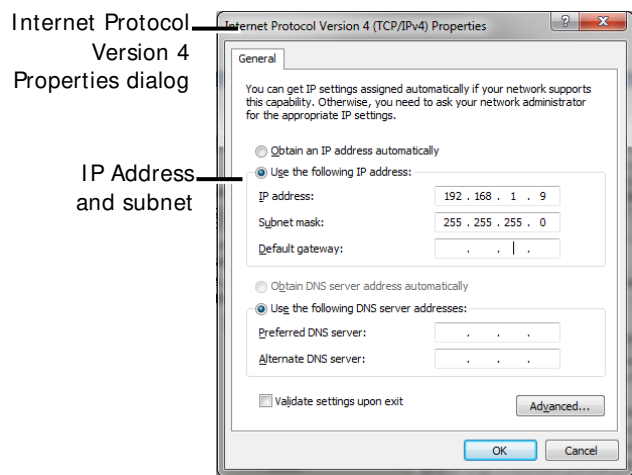 Internet Protocol
Version 4
Properties dialog
Internet Protocol Version 4 (TCP/IPv4) Properties
General
You can get IP settings assigned automatically if your network supports
this capability. Otherwise, you need to ask your network administrator
for the appropriate IP settings.
Obtain an IP address automatically
IP Address
and subnet
Use the following IP address:
IP address: 192 . 168 . 1 . 9
Subnet mask: 255 . 255 . 255 . 0
Default gateway: . . .
Obtain DNS server address automatically
Use the following DNS server addresses:
Preferred DNS server: . . .
Alternate DNS server: . . .
Validate settings upon exit
Advanced...
OK Cancel